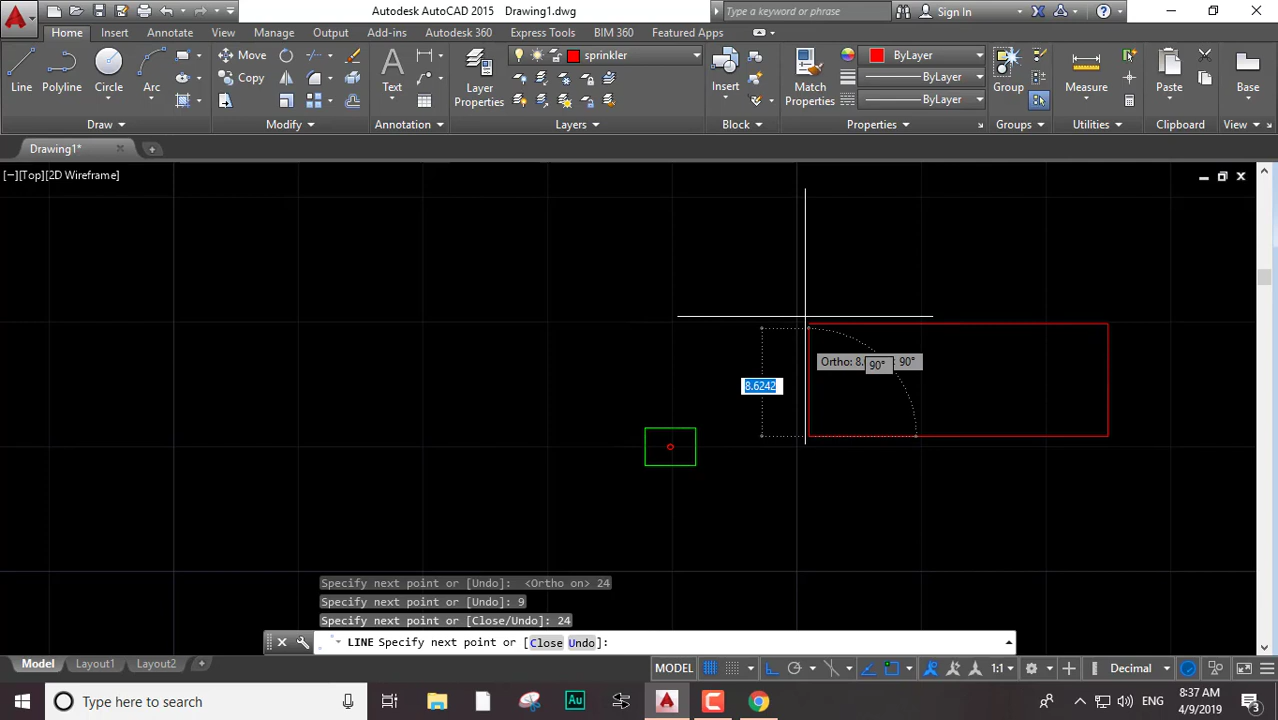 Autodesk AutoCAD 2015 Drawing1.dwg
Type a keyword or phrase
Sign In
Home Insert Annotate View Manage Output Add-ins Autodesk 360 Express Tools BIM 360 Featured Apps
Move
Copy
sprinkler
ByLayer
ByLayer
ByLayer
Line Polyline Circle Arc
Text
Layer
Properties
Insert
Match
Properties
Group
Measure
Paste
Base
Draw Modify Annotation Layers Block Properties Groups Utilities Clipboard View
Drawing1*
[−][Top][2D Wireframe]
90°
90°
8.6242
Specify next point or [Undo]: <Ortho on> 24
Specify next point or [Undo]: 9
Specify next point or [Close/Undo]: 24
LINE Specify next point or [Close Undo]:
Model Layout1 Layout2
MODEL
1:1
Decimal
Type here to search
Au
ENG
8:37 AM
4/9/2019
3